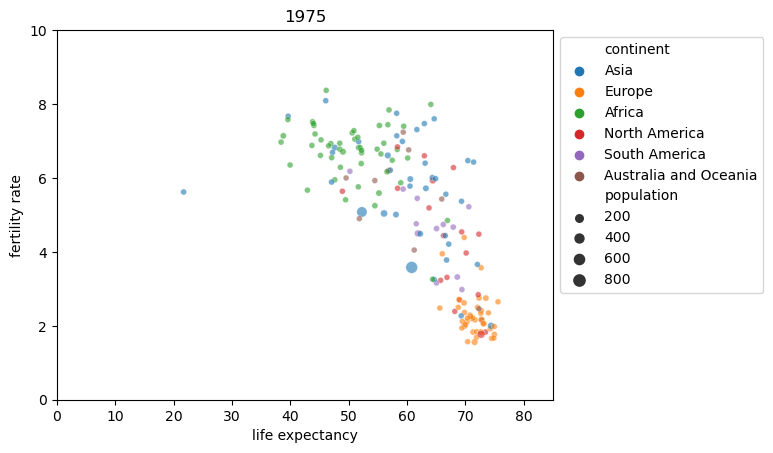 1975
10
8
6
4
2
0
fertility rate
0 10 20 30 40 50 60 70 80
life expectancy
continent
Asia
Europe
Africa
North America
South America
Australia and Oceania
population
200
400
600
800